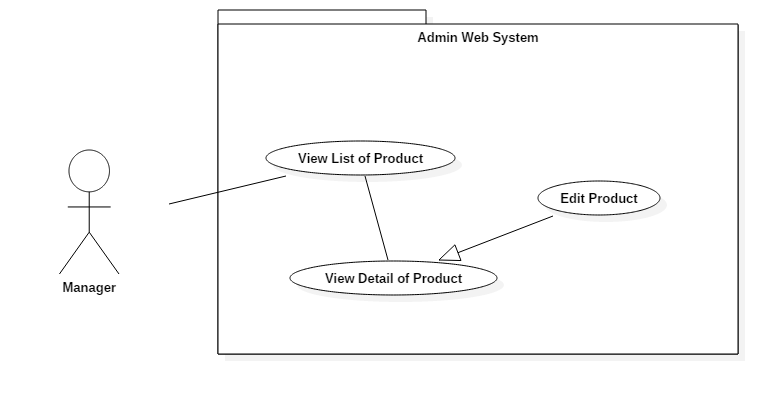 Admin Web System
View List of Product
Edit Product
View Detail of Product
Manager